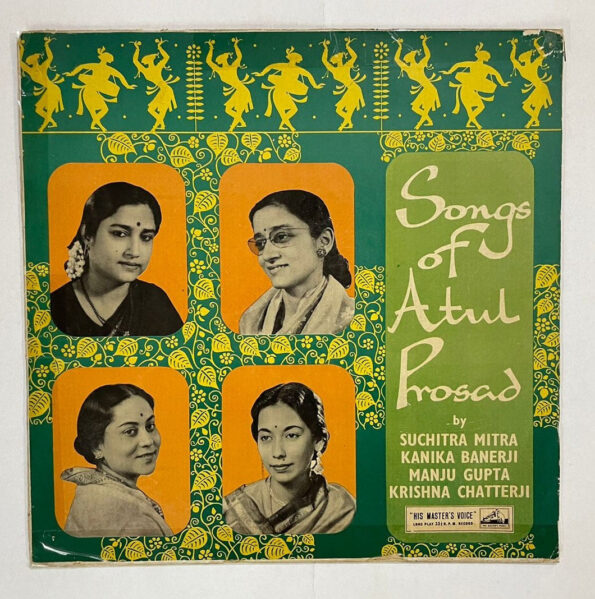 Songs
of
Atul
Prosad
by
SUCHITRA MITRA
KANIKA BANERJI
MANJU GUPTA
KRISHNA CHATTERJI
"HIS MASTER'S VOICE"
LONG PLAY 33⅓ R.P.M. RECORD